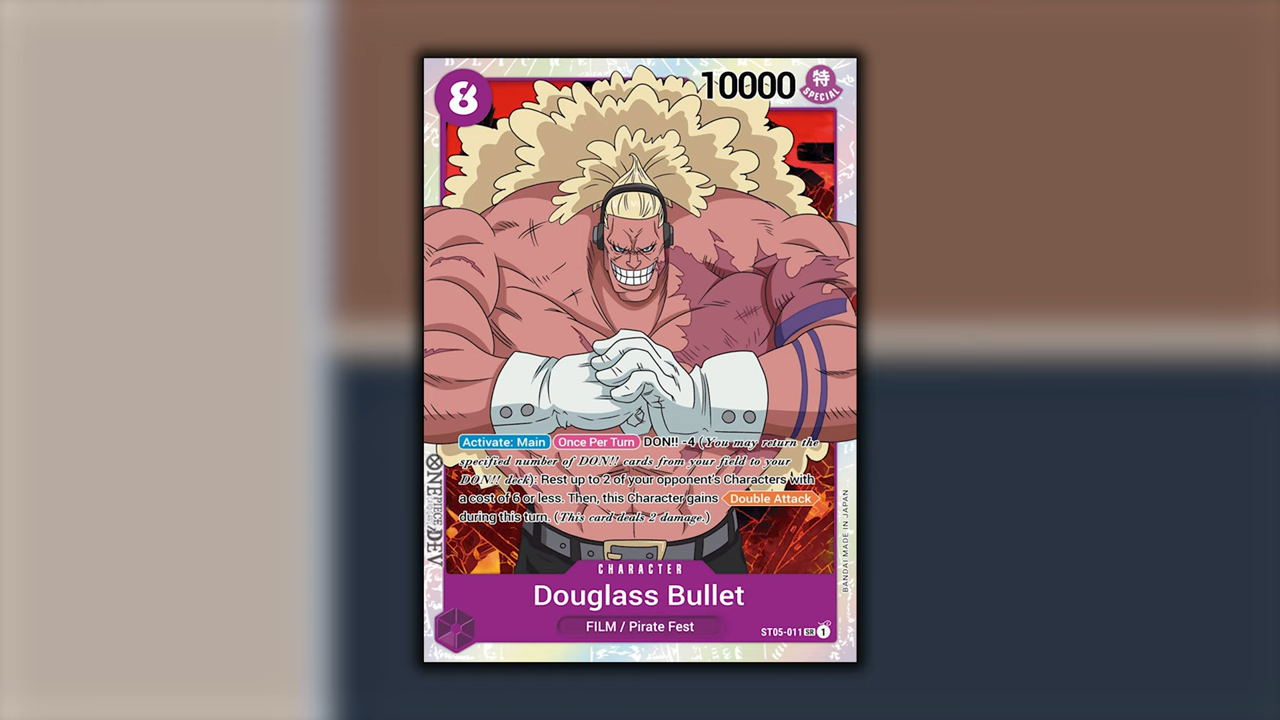 8
10000
特
SPECIAL
Activate: Main Once Per Turn DON!! -4 (You may return the
specified number of DON!! cards from your field to your
DON!! deck): Rest up to 2 of your opponent's Characters with
a cost of 6 or less. Then, this Character gains Double Attack
during this turn. (This card deals 2 damage.)
BANDAI MADE IN JAPAN
CHARACTER
Douglass Bullet
FILM / Pirate Fest
ST05-011 SR 1